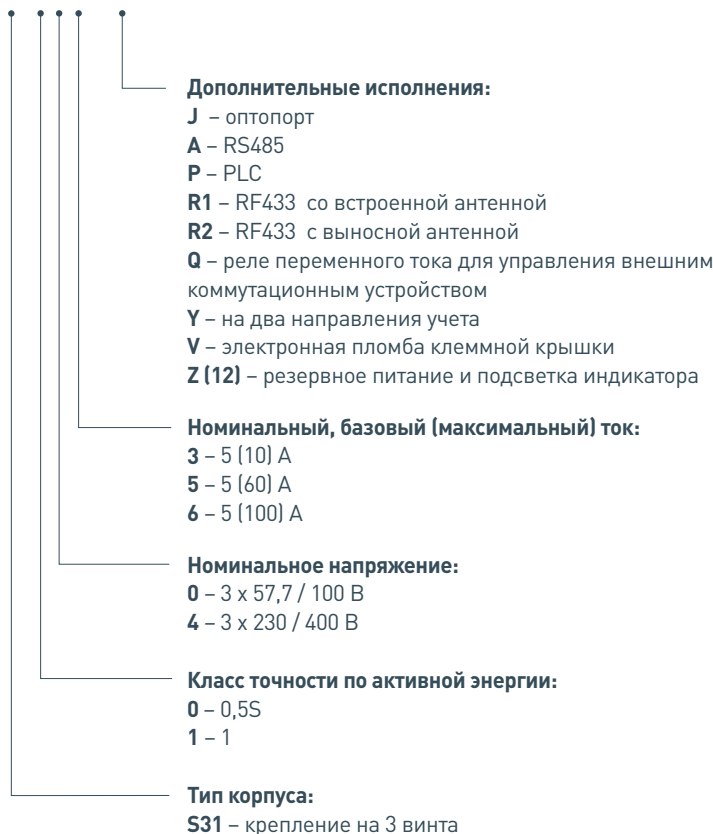 Дополнительные исполнения:
J – оптопорт
A – RS485
P – PLC
R1 – RF433 со встроенной антенной
R2 – RF433 с выносной антенной
Q – реле переменного тока для управления внешним
коммутационным устройством
Y – на два направления учета
V – электронная пломба клеммной крышки
Z (12) – резервное питание и подсветка индикатора
Номинальный, базовый (максимальный) ток:
3 – 5 (10) А
5 – 5 (60) А
6 – 5 (100) А
Номинальное напряжение:
0 – 3 х 57,7 / 100 В
4 – 3 х 230 / 400 В
Класс точности по активной энергии:
0 – 0,5S
1 – 1
Тип корпуса:
S31 – крепление на 3 винта